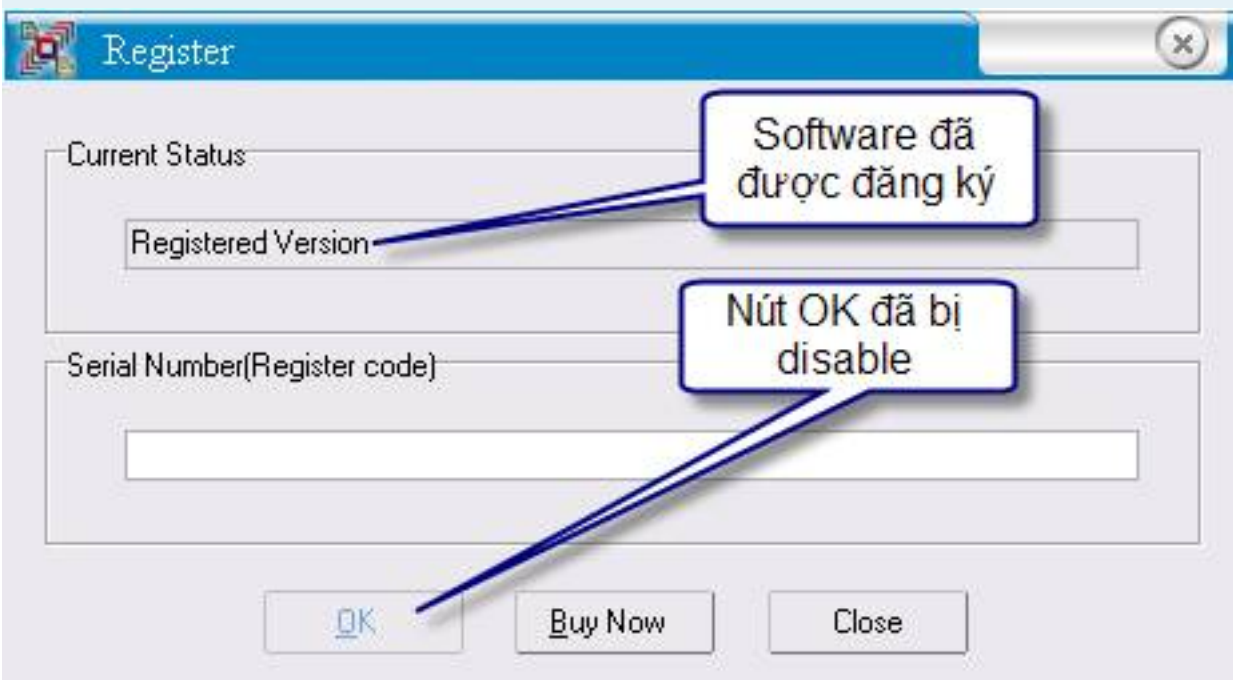 Register
Software đã
được đăng ký
Current Status
Registered Version
Nút OK đã bị
disable
Serial Number(Register code)
OK
Buy Now
Close